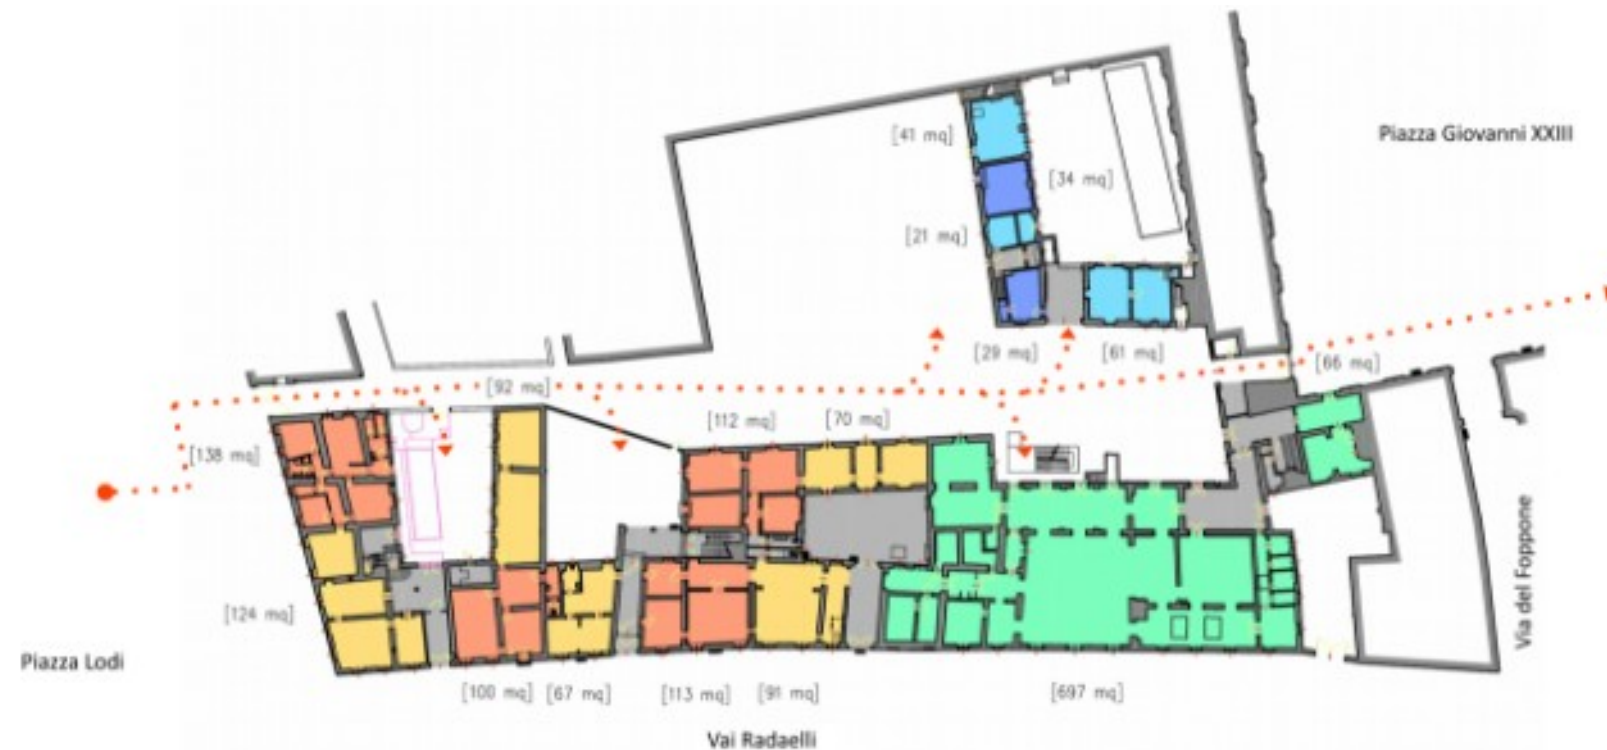 [41 mq]
Piazza Giovanni XXIII
[34 mq]
[21 mq]
[29 mq]
[61 mq]
[66 mq]
[92 mq]
[112 mq]
[70 mq]
[138 mq]
[124 mq]
Via del Foppone
Piazza Lodi
[100 mq]
[67 mq]
[113 mq]
[91 mq]
[697 mq]
Vai Radaelli